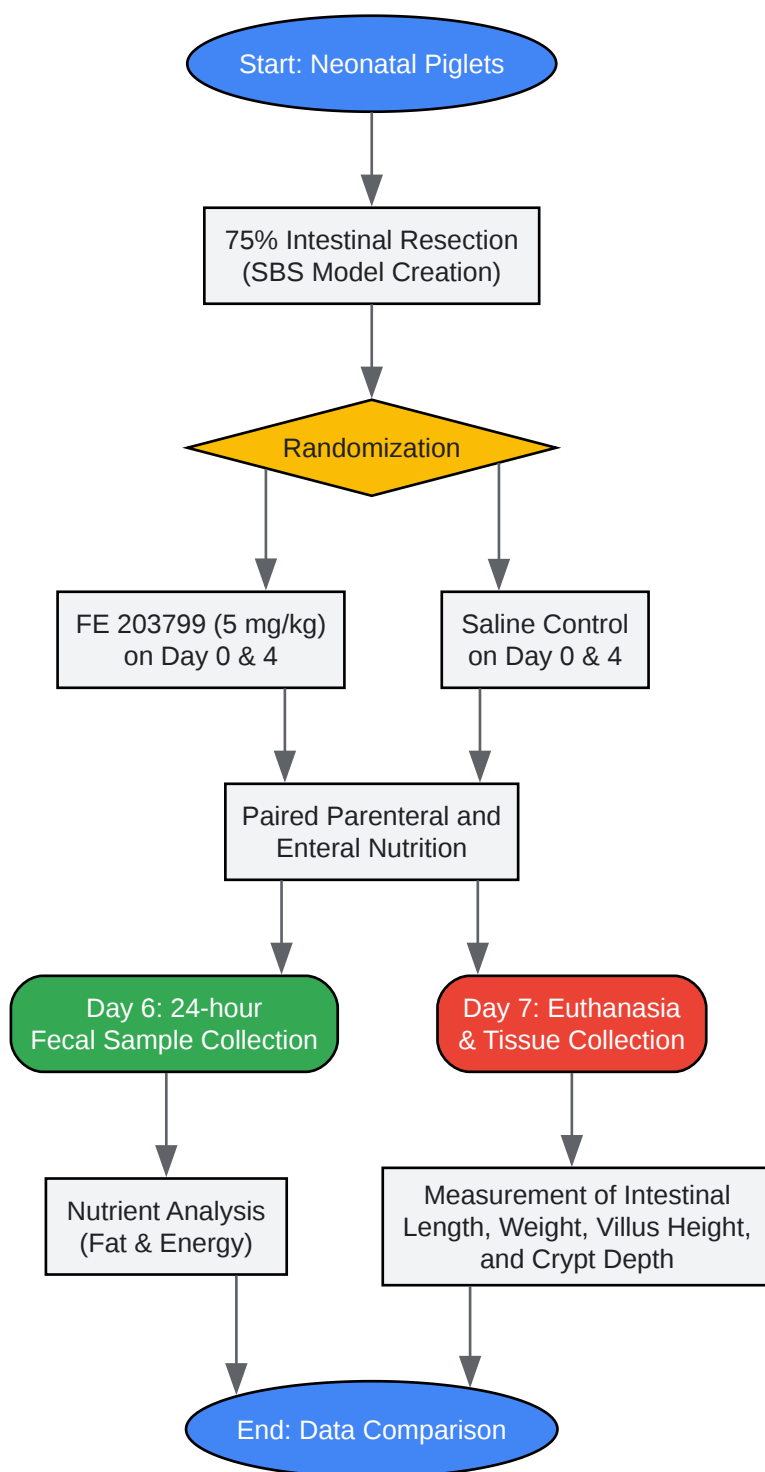 Start: Neonatal Piglets
75% Intestinal Resection
(SBS Model Creation)
Randomization
FE 203799 (5 mg/kg)
on Day 0 & 4
Saline Control
on Day 0 & 4
Paired Parenteral and
Enteral Nutrition
Day 6: 24-hour
Fecal Sample Collection
Day 7: Euthanasia
& Tissue Collection
Nutrient Analysis
(Fat & Energy)
Measurement of Intestinal
Length, Weight, Villus Height,
and Crypt Depth
End: Data Comparison